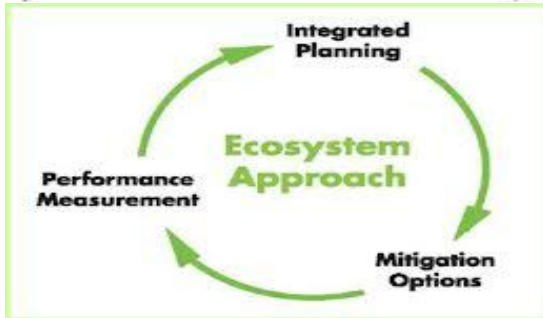 Integrated
Planning
Ecosystem
Approach
Performance
Measurement
Mitigation
Options